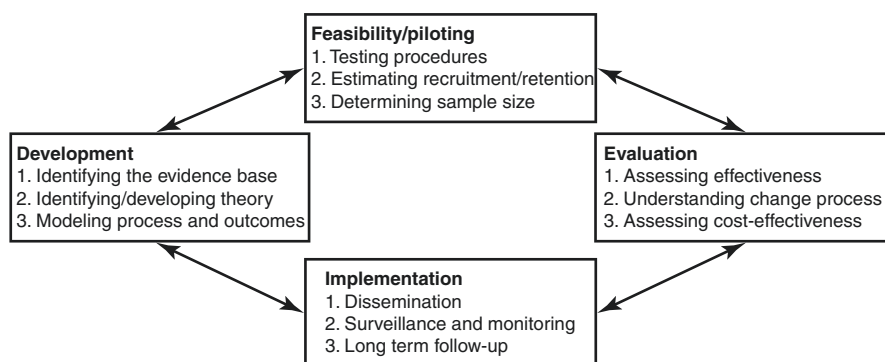 Feasibility/piloting
1. Testing procedures
2. Estimating recruitment/retention
3. Determining sample size
Development
1. Identifying the evidence base
2. Identifying/developing theory
3. Modeling process and outcomes
Evaluation
1. Assessing effectiveness
2. Understanding change process
3. Assessing cost-effectiveness
Implementation
1. Dissemination
2. Surveillance and monitoring
3. Long term follow-up